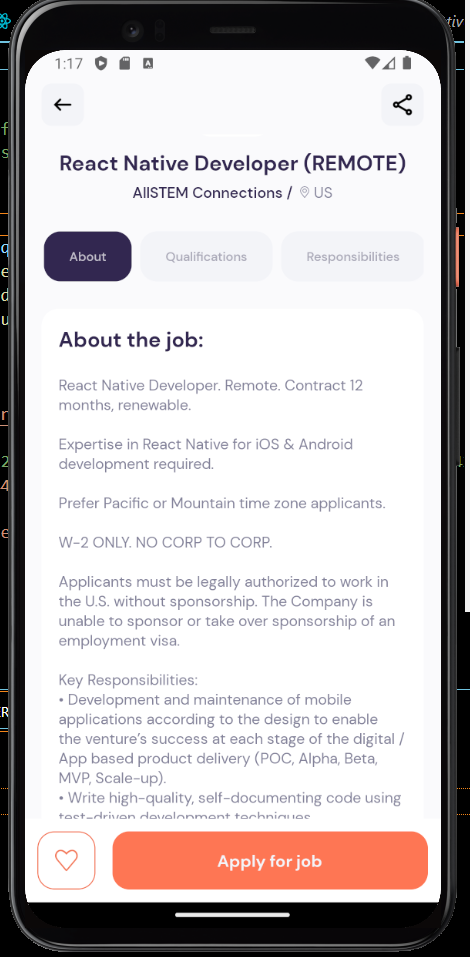 1:17
React Native Developer (REMOTE)
AllSTEM Connections / US
About
Qualifications
Responsibilities
About the job:
React Native Developer. Remote. Contract 12
months, renewable.
Expertise in React Native for iOS & Android
development required.
Prefer Pacific or Mountain time zone applicants.
W-2 ONLY. NO CORP TO CORP.
Applicants must be legally authorized to work in
the U.S. without sponsorship. The Company is
unable to sponsor or take over sponsorship of an
employment visa.
Key Responsibilities:
• Development and maintenance of mobile
applications according to the design to enable
the venture’s success at each stage of the digital /
App based product delivery (POC, Alpha, Beta,
MVP, Scale-up).
• Write high-quality, self-documenting code using
test-driven development techniques
Apply for job